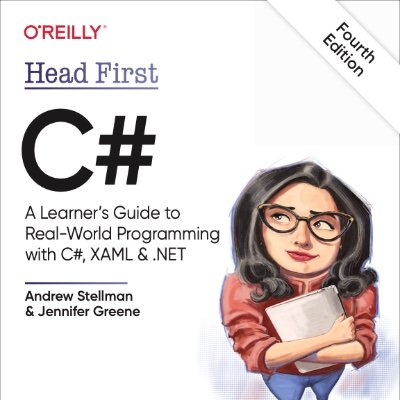 O'REILLY®
Fourth
Edition
Head First
C#
A Learner's Guide to
Real-World Programming
with C#, XAML & .NET
Andrew Stellman
& Jennifer Greene